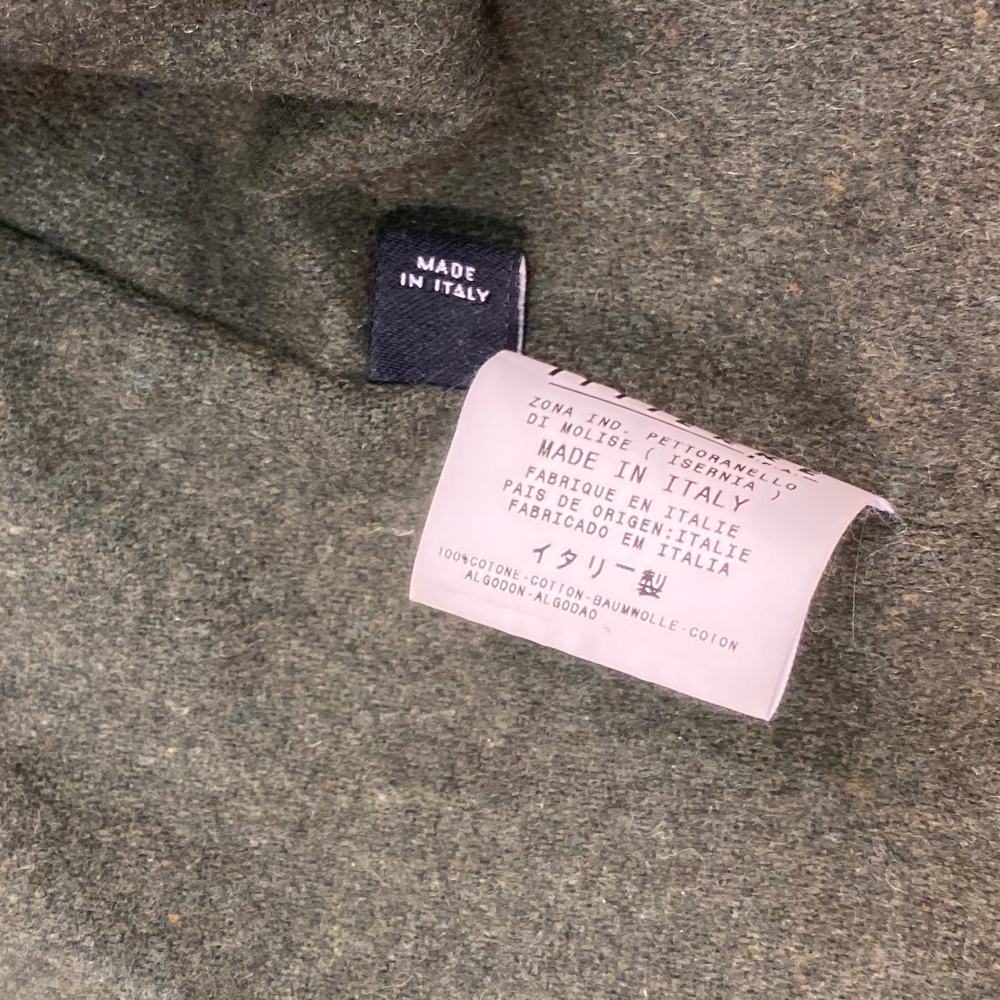 MADE
IN ITALY
ZONA IND. PETTORANELLO
DI MOLISE ( ISERNIA )
MADE IN ITALY
FABRIQUE EN ITALIE
PAIS DE ORIGEN:ITALIE
FABRICADO EM ITALIA
イタリー製
100%COTONE-COTTON-BAUMWOLLE-COTON
ALGODON-ALGODAO